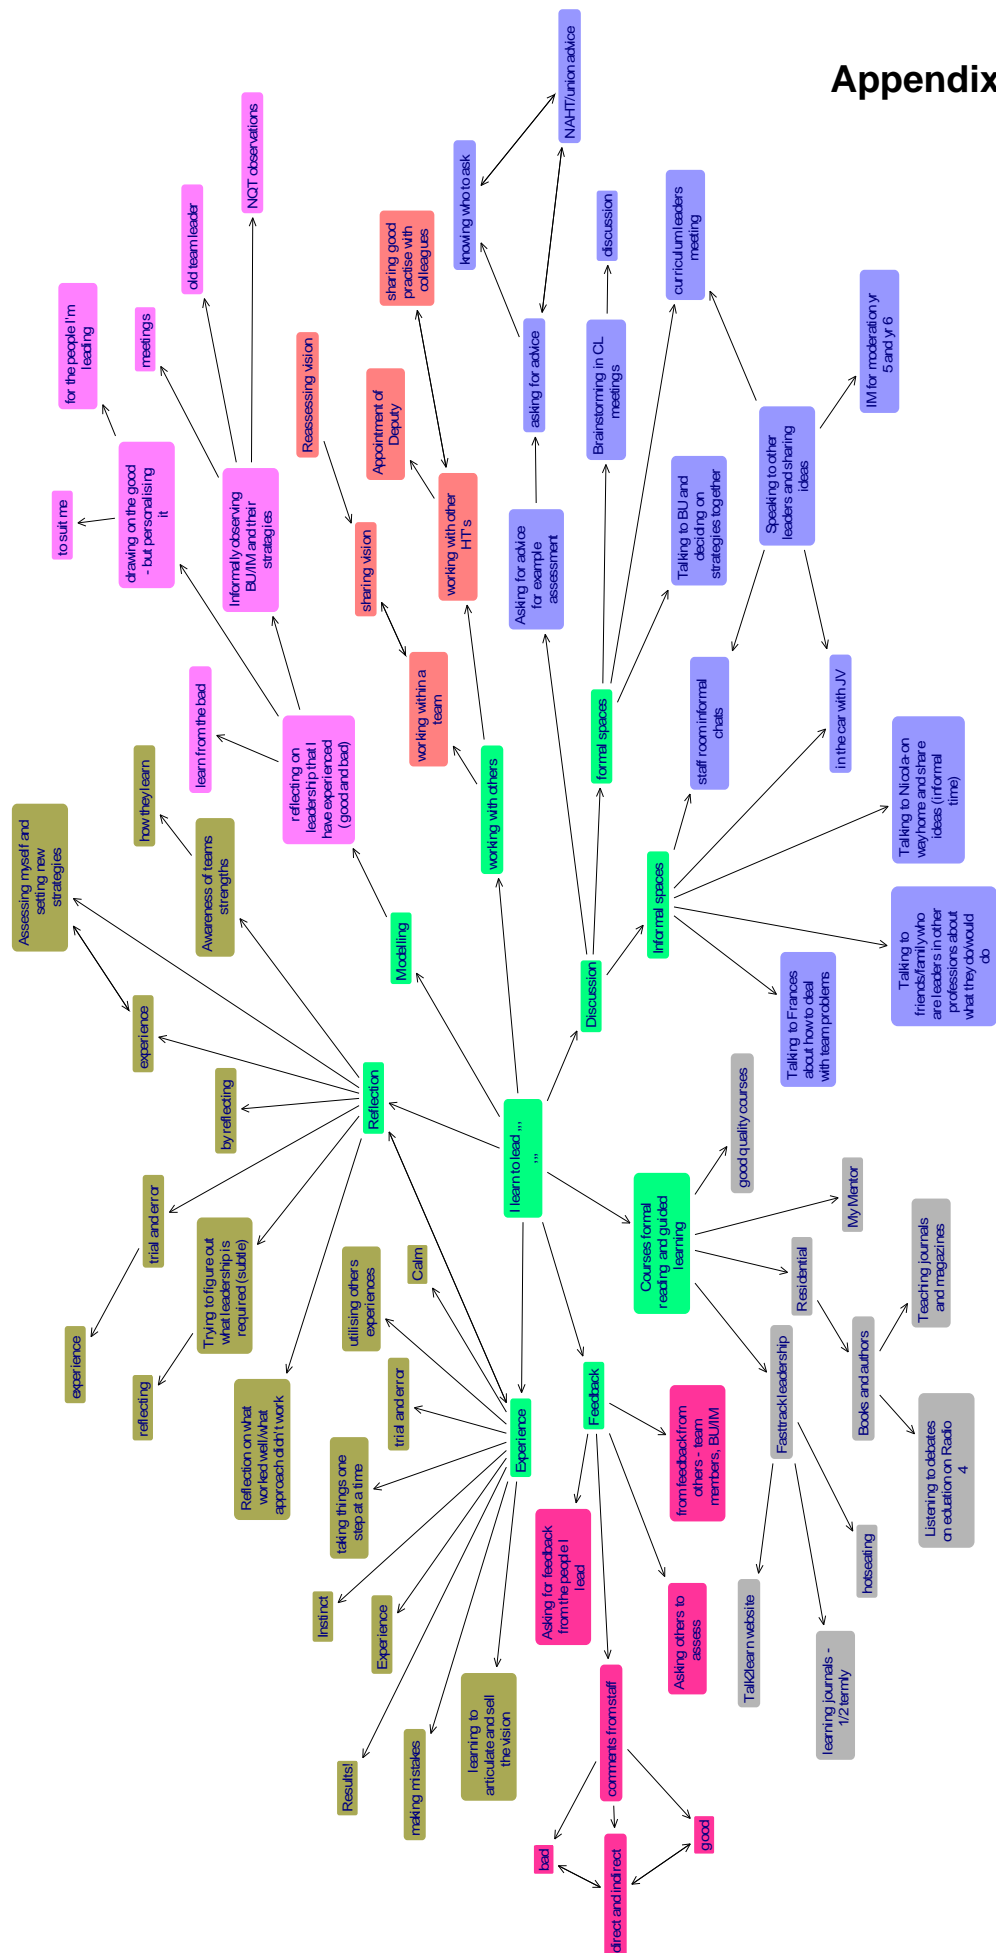 Appendix
NAHT/union advice
knowing who to ask
NQT observations
old team leader
for the people I'm
leading
meetings
to suit me
drawing on the good
- but personalising
it
Informally observing
BU/IM and their
stratagies
learn from the bad
reflecting on
leadership that I
have experienced
( good and bad)
sharing good
practise with
colleagues
Reassessing vision
Appointment of
Deputy
sharing vision
working with other
HT's
working within a
team
working with others
discussion
curriculum leaders
meeting
asking for advice
Brainstorming in CL
meetings
IM for moderation yr
5 and yr 6
Asking for advice
for example
assessment
Talking to BU and
deciding on
strategies together
Speaking to other
leaders and sharing
ideas
formal spaces
staff room informal
chats
in the car with JV
Informal spaces
Talking to Nicola- on
way home and share
ideas (informal
time)
Discussion
Talking to Frances
about how to deal
with team problems
Talking to
friends/family who
are leaders in other
professions about
what they do/would
do
how they learn
Assessing myself and
setting new
strategies
Awareness of teams
strengths
Modelling
experience
by reflecting
Reflection
trial and error
experience
Trying to figure out
what leadership is
required (subtle)
reflecting
Reflection on what
worked well/what
approach didn't work
I learn to lead ,,,
,,,
Calm
utilising others
experiences
trial and error
taking things one
step at a time
Experience
Instinct
Experience
Results!
making mistakes
learning to
articulate and sell
the vision
Feedback
Asking for feedback
from the people I
lead
from feedback from
others - team
members, BU/IM
Asking others to
assess
comments from staff
bad
direct and indirect
good
Courses formal
reading and guided
learning
good quality courses
My Mentor
Residential
Teaching journals
and magazines
Fasttrack leadership
Books and authors
Listening to debates
on eduation on Radio
4
hotseating
Talk2learn website
learning journals -
1/2 termly